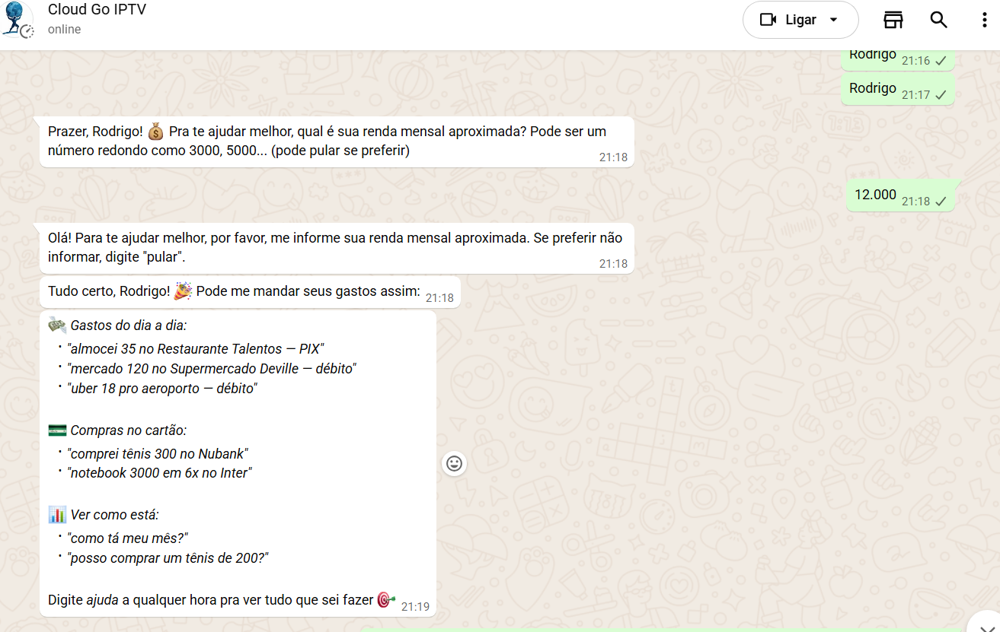 Cloud Go IPTV
online
Ligar
Rodrigo 21:16
Rodrigo 21:17
Prazer, Rodrigo! 💰 Pra te ajudar melhor, qual é sua renda mensal aproximada? Pode ser um
número redondo como 3000, 5000... (pode pular se preferir)
21:18
12.000 21:18
Olá! Para te ajudar melhor, por favor, me informe sua renda mensal aproximada. Se preferir não
informar, digite "pular".
21:18
Tudo certo, Rodrigo! 🎉 Pode me mandar seus gastos assim: 21:18
💸 Gastos do dia a dia:
• "almocei 35 no Restaurante Talentos — PIX"
• "mercado 120 no Supermercado Deville — débito"
• "uber 18 pro aeroporto — débito"
💳 Compras no cartão:
• "comprei tênis 300 no Nubank"
• "notebook 3000 em 6x no Inter"
📊 Ver como está:
• "como tá meu mês?"
• "posso comprar um tênis de 200?"
Digite ajuda a qualquer hora pra ver tudo que sei fazer 🎯 21:19